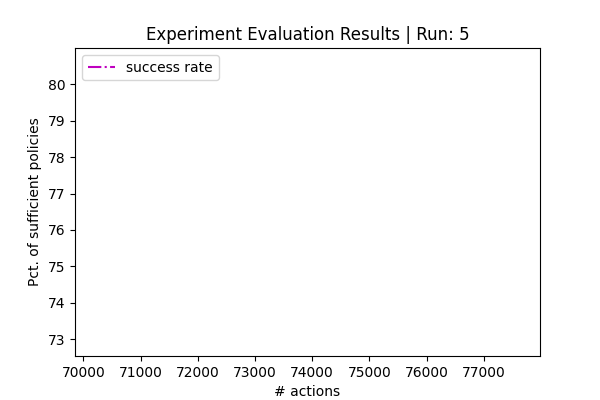 Experiment Evaluation Results | Run: 5
success rate
Pct. of sufficient policies
80
79
78
77
76
75
74
73
70000 71000 72000 73000 74000 75000 76000 77000
# actions